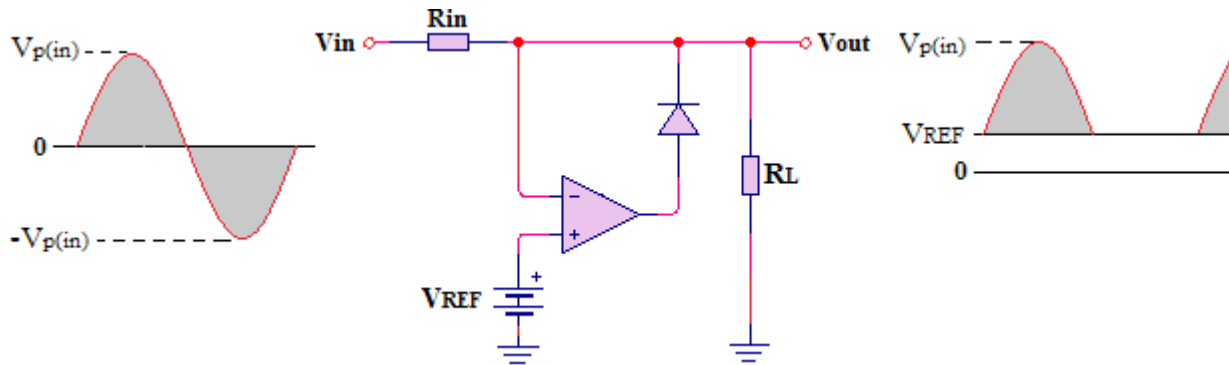 Vp(in)
0
-Vp(in)
Rin
Vin
Vout
RL
−
+
+
VREF
Vp(in)
VREF
0